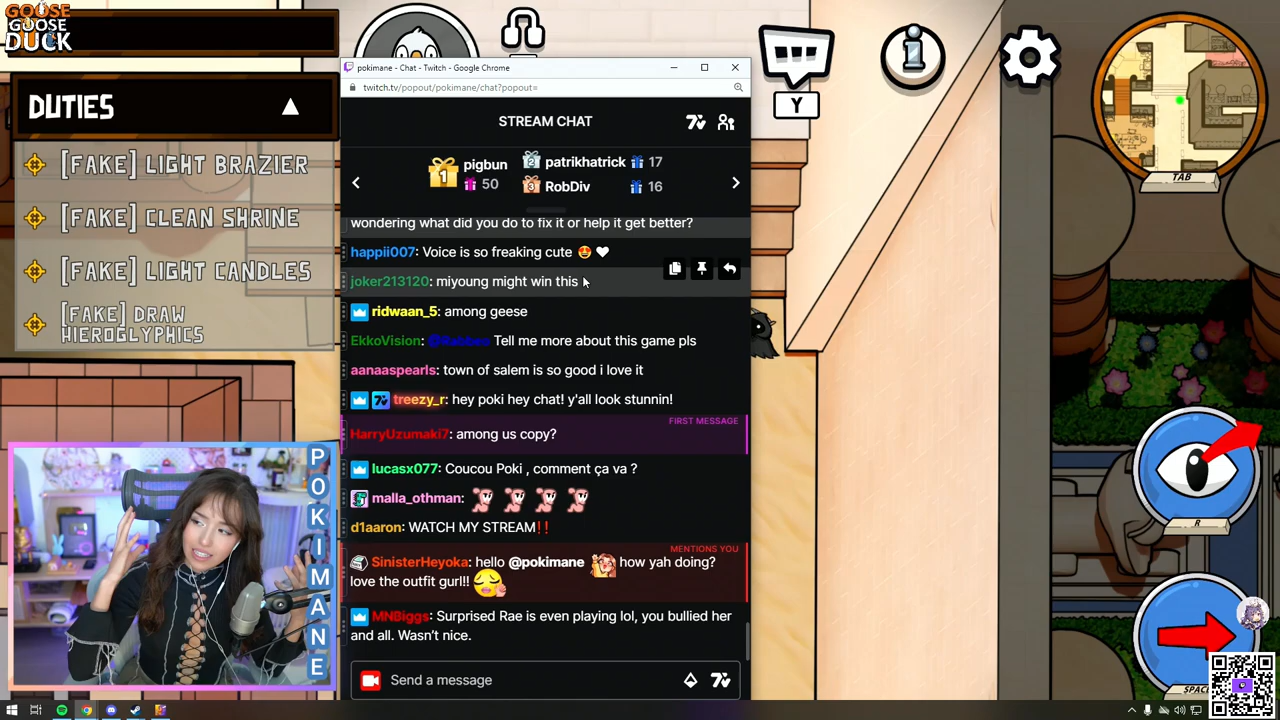 GOOSE
GOOSE
DUCK
DUTIES
[FAKE] LIGHT BRAZIER
[FAKE] CLEAN SHRINE
[FAKE] LIGHT CANDLES
[FAKE] DRAW
HIEROGLYPHICS
pokimane - Chat - Twitch - Google Chrome
twitch.tv/popout/pokimane/chat?popout=
STREAM CHAT
1 pigbun 50
2 patrikhatrick 17
3 RobDiv 16
wondering what did you do to fix it or help it get better?
happii007: Voice is so freaking cute 😍 ♥
joker213120: miyoung might win this
ridwaan_5: among geese
EkkoVision: Tell me more about this game pls
aanaaspearls: town of salem is so good i love it
treezy_r: hey poki hey chat! y'all look stunnin!
FIRST MESSAGE
HarryUzumaki7: among us copy?
lucasx077: Coucou Poki , comment ça va ?
malla_othman:
d1aaron: WATCH MY STREAM‼
MENTIONS YOU
SinisterHeyoka: hello @pokimane how yah doing?
love the outfit gurl!!
MNBiggs: Surprised Rae is even playing lol, you bullied her
and all. Wasn't nice.
Send a message
POKIMANE
Y
TAB
R
SPACE